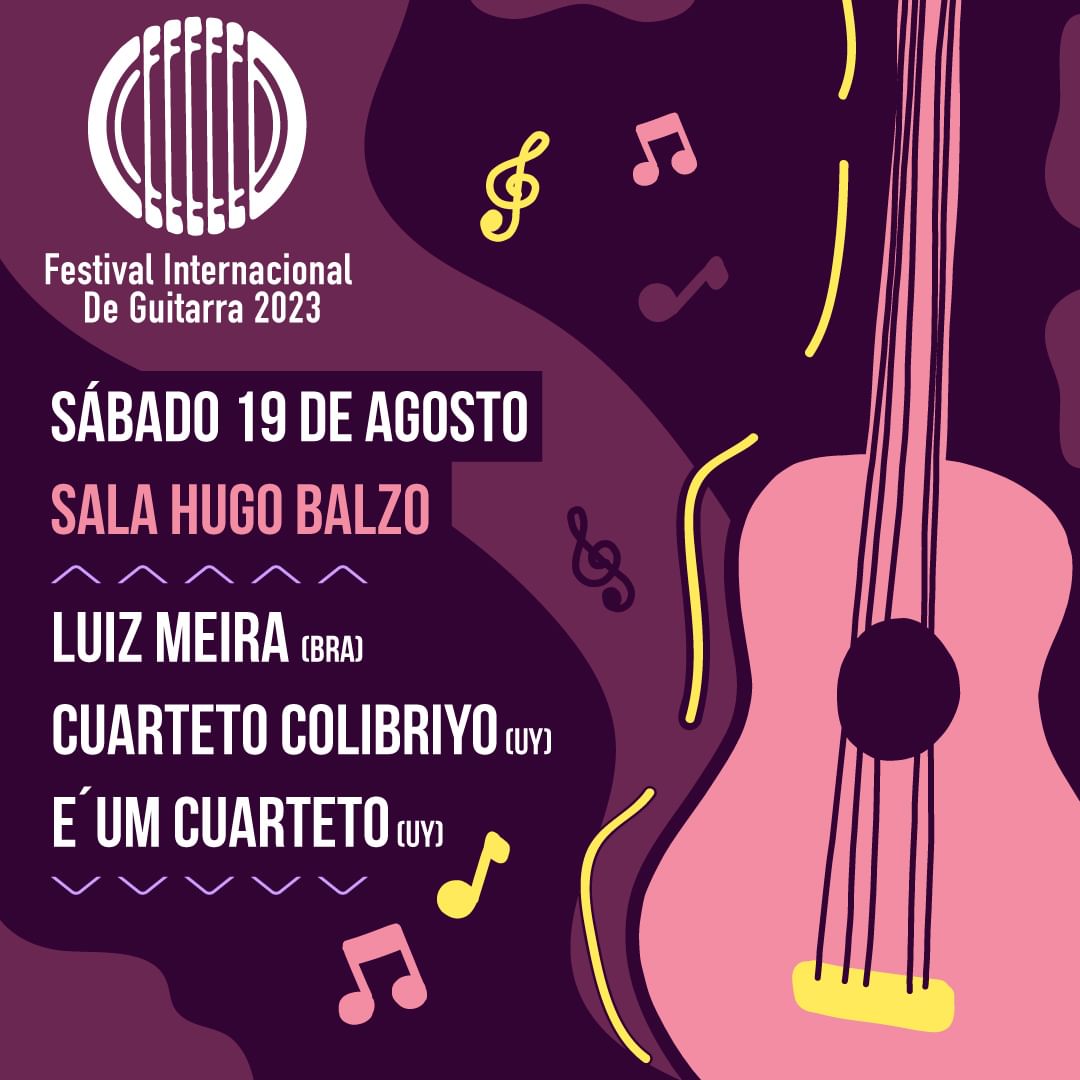 Festival Internacional
De Guitarra 2023
SÁBADO 19 DE AGOSTO
SALA HUGO BALZO
LUIZ MEIRA (BRA)
CUARTETO COLIBRIYO (UY)
E´UM CUARTETO (UY)